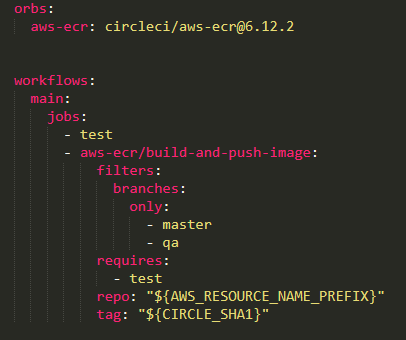 orbs:
  aws-ecr: circleci/aws-ecr@6.12.2
workflows:
  main:
    jobs:
      - test
      - aws-ecr/build-and-push-image:
          filters:
            branches:
              only:
                - master
                - qa
          requires:
            - test
          repo: "${AWS_RESOURCE_NAME_PREFIX}"
          tag: "${CIRCLE_SHA1}"